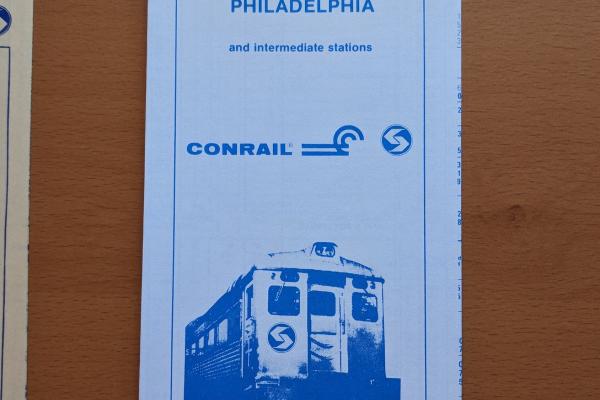 PHILADELPHIA
and intermediate stations
CONRAIL